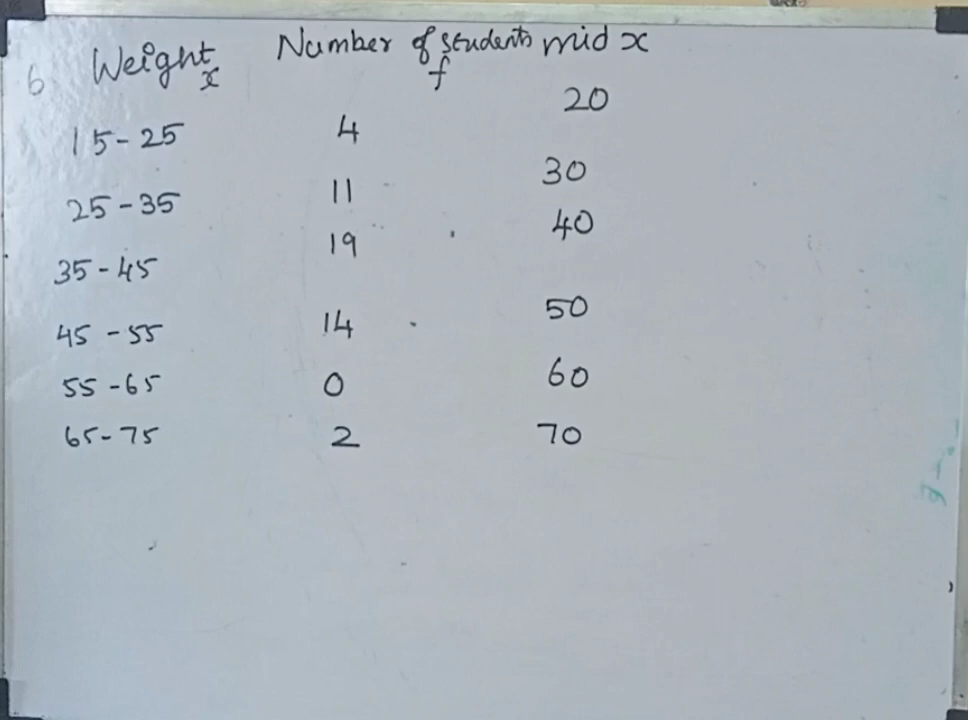 6 Weight Number of students mid x
x f
15-25 4 20
25-35 11 30
35-45 19 40
45-55 14 50
55-65 0 60
65-75 2 70